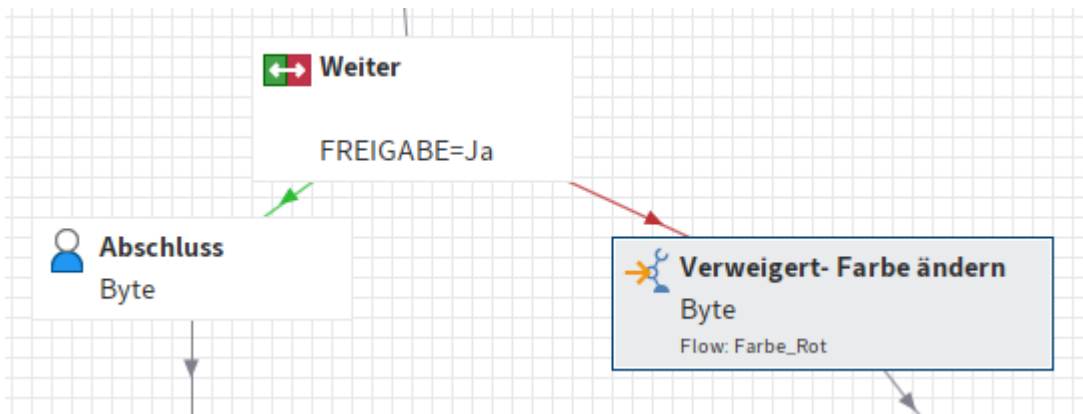 Weiter
FREIGABE=Ja
Abschluss
Byte
Verweigert- Farbe ändern
Byte
Flow: Farbe_Rot